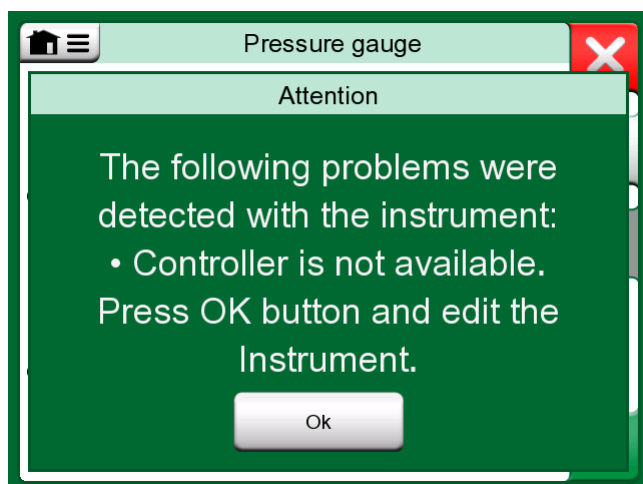 Pressure gauge
Attention
The following problems were
detected with the instrument:
• Controller is not available.
Press OK button and edit the
Instrument.
Ok